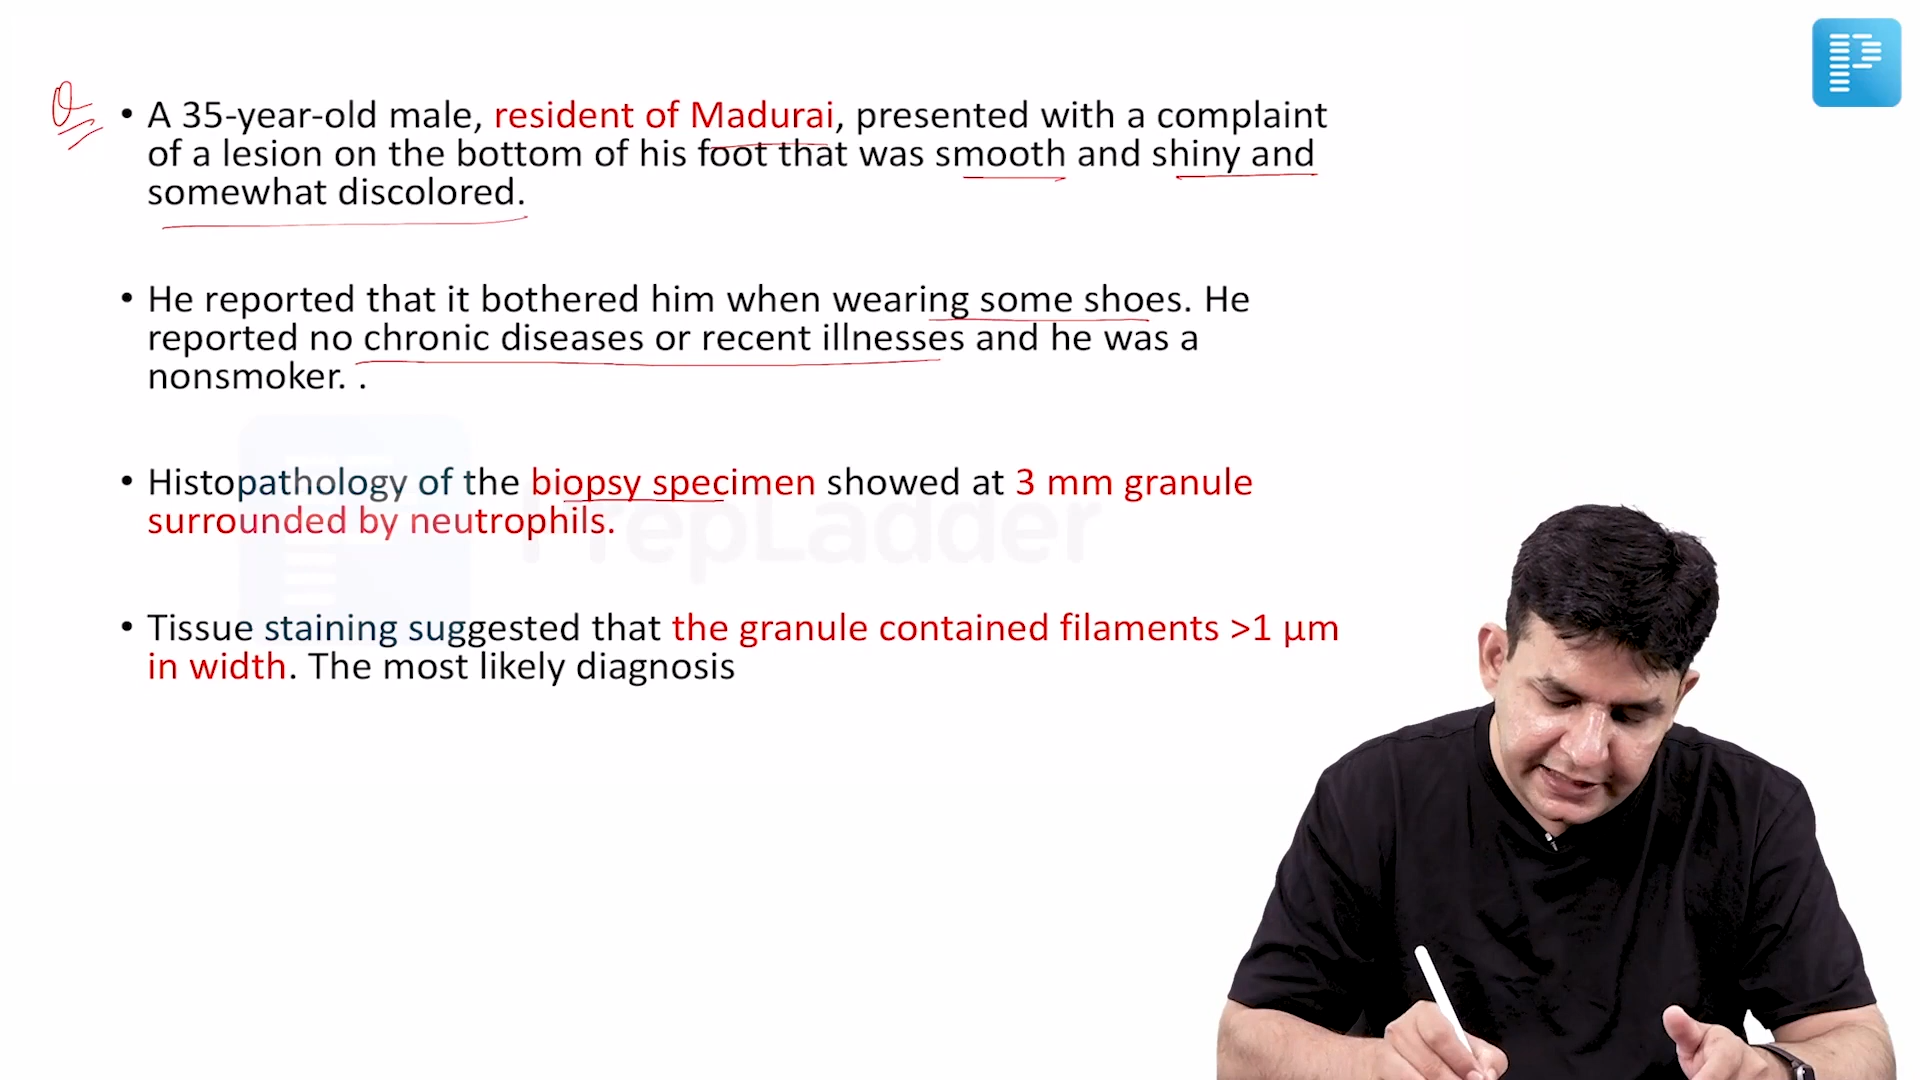 Q
• A 35-year-old male, resident of Madurai, presented with a complaint
of a lesion on the bottom of his foot that was smooth and shiny and
somewhat discolored.
• He reported that it bothered him when wearing some shoes. He
reported no chronic diseases or recent illnesses and he was a
nonsmoker. .
• Histopathology of the biopsy specimen showed at 3 mm granule
surrounded by neutrophils.
PrepLadder
• Tissue staining suggested that the granule contained filaments >1 µm
in width. The most likely diagnosis